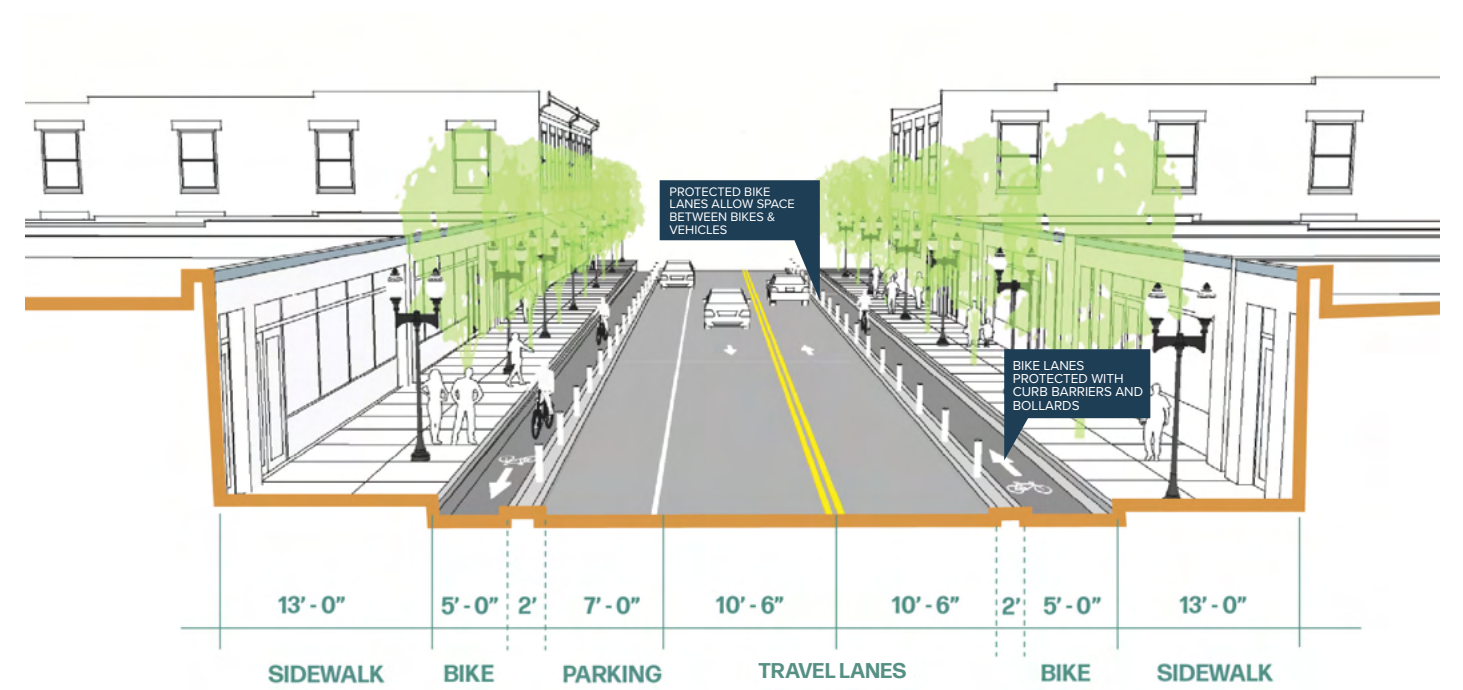 PROTECTED BIKE
LANES ALLOW SPACE
BETWEEN BIKES &
VEHICLES
BIKE LANES
PROTECTED WITH
CURB BARRIERS AND
BOLLARDS
13’ - 0” 5’ - 0” 2’ 7’ - 0” 10’ - 6” 10’ - 6” 2’ 5’ - 0” 13’ - 0”
SIDEWALK BIKE PARKING TRAVEL LANES BIKE SIDEWALK